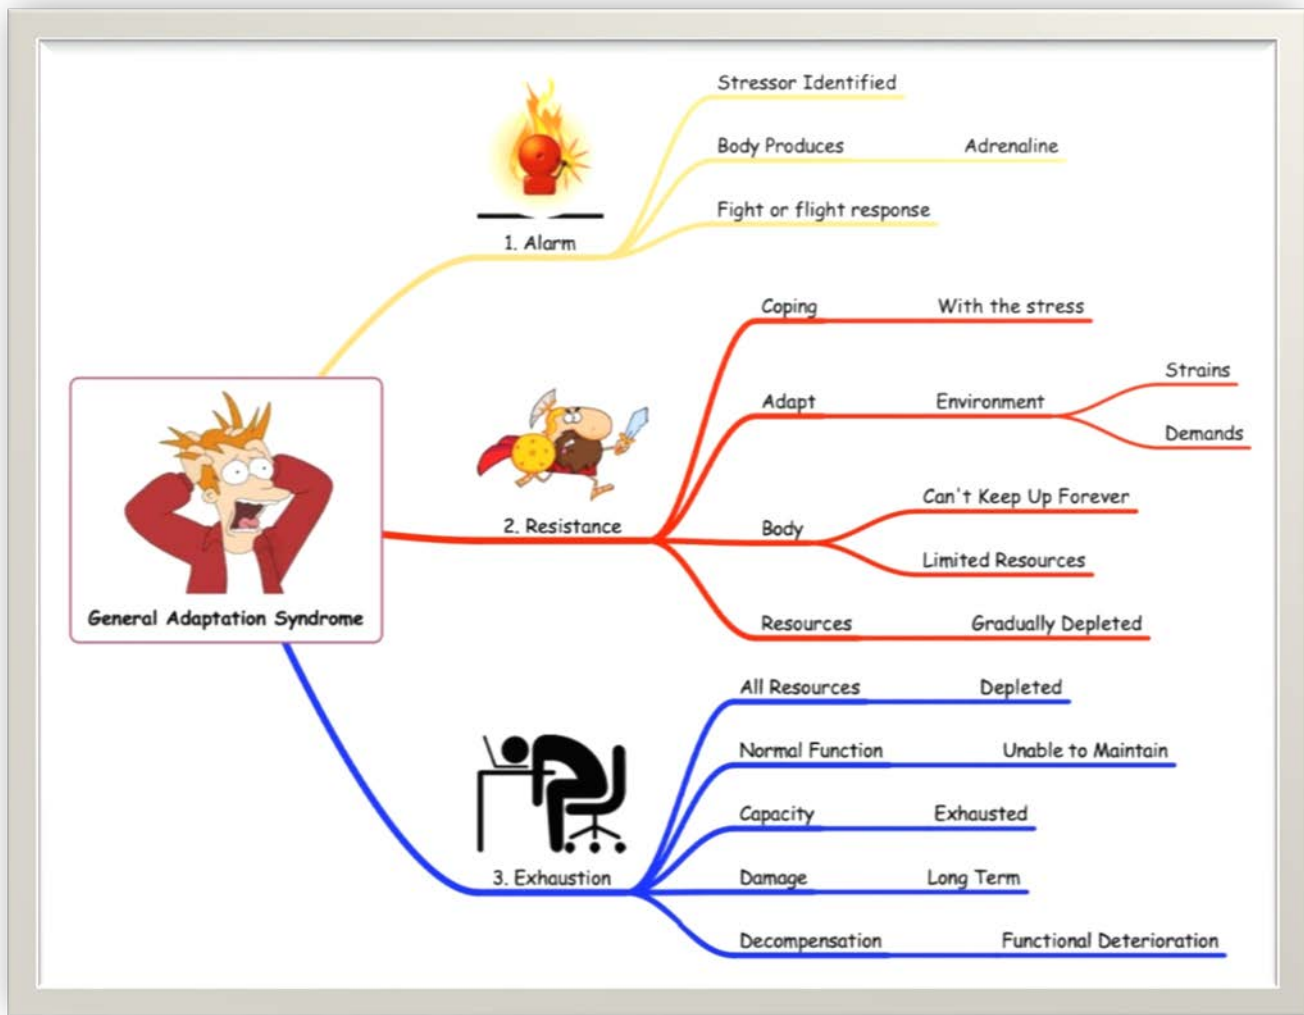 Stressor Identified
Body Produces Adrenaline
Fight or flight response
1. Alarm
Coping With the stress
Adapt Environment
Strains
Demands
2. Resistance
Body
Can't Keep Up Forever
Limited Resources
Resources Gradually Depleted
General Adaptation Syndrome
All Resources Depleted
Normal Function Unable to Maintain
Capacity Exhausted
3. Exhaustion
Damage Long Term
Decompensation Functional Deterioration